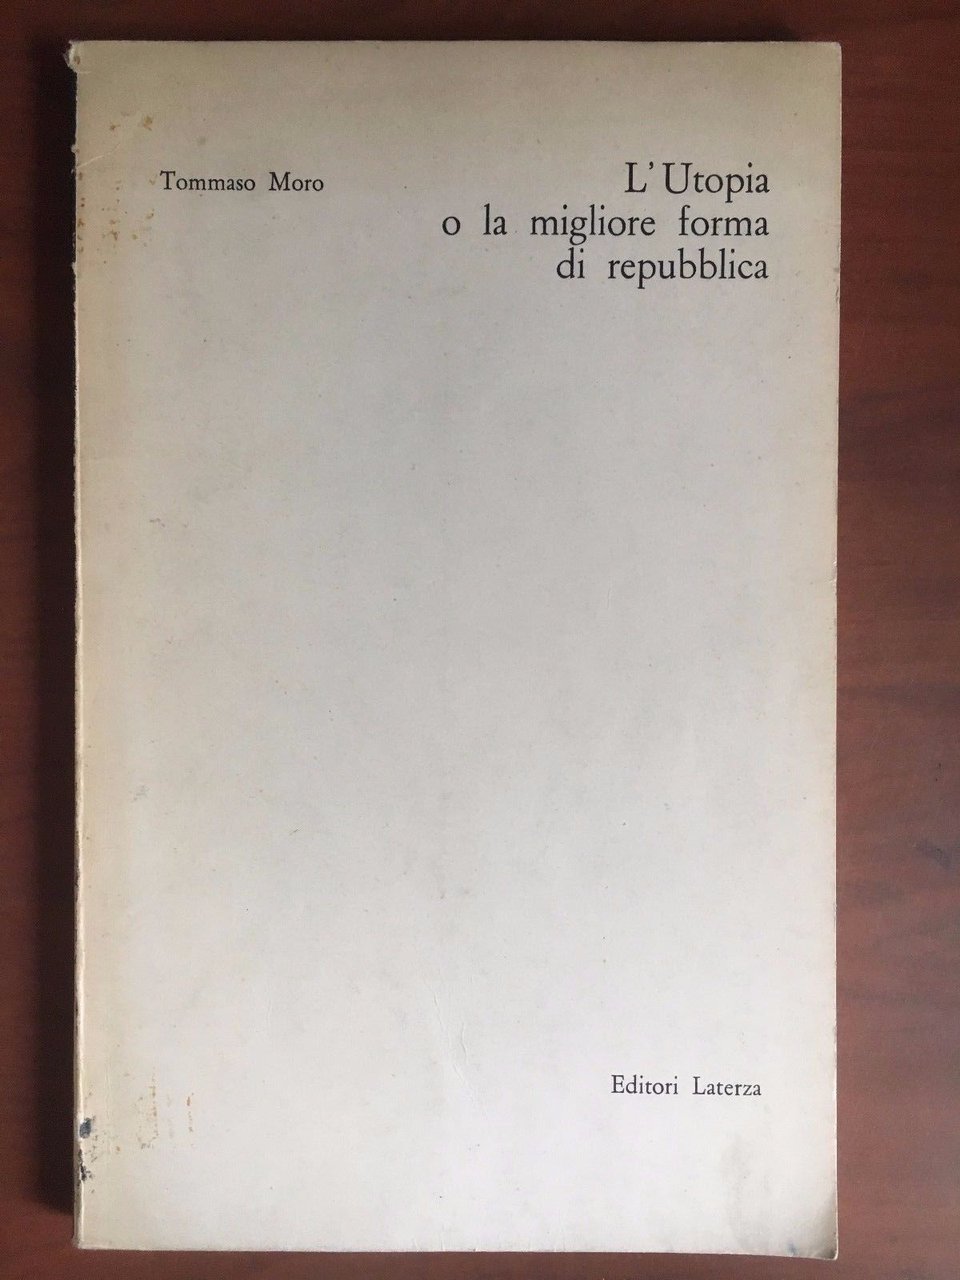 Tommaso Moro
L'Utopia
o la migliore forma
di repubblica
Editori Laterza